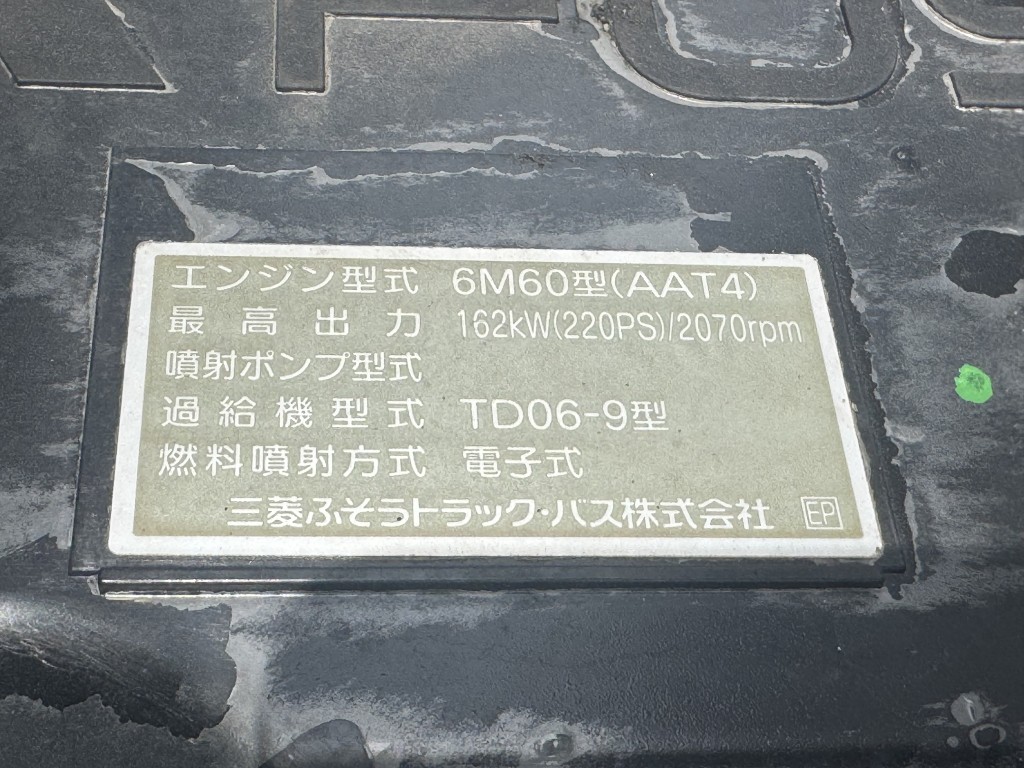 エンジン型式 6M60型(AAT4)
最高出力 162kW(220PS)/2070rpm
噴射ポンプ型式
過給機型式 TD06-9型
燃料噴射方式 電子式
三菱ふそうトラック・バス株式会社 EP